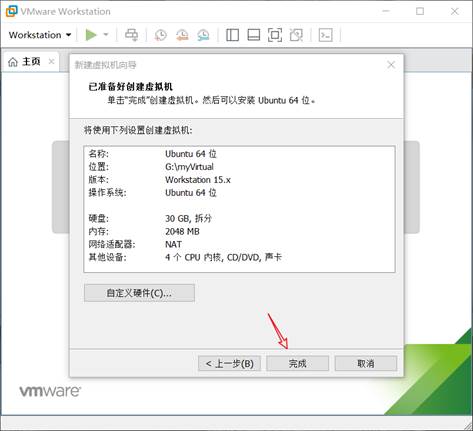 VMware Workstation
Workstation
主页
新建虚拟机向导
已准备好创建虚拟机
单击“完成”创建虚拟机。然后可以安装 Ubuntu 64 位。
将使用下列设置创建虚拟机:
名称: Ubuntu 64 位
位置: G:\myVirtual
版本: Workstation 15.x
操作系统: Ubuntu 64 位
硬盘: 30 GB, 拆分
内存: 2048 MB
网络适配器: NAT
其他设备: 4 个 CPU 内核, CD/DVD, 声卡
自定义硬件(C)...
< 上一步(B) 完成 取消
vmware